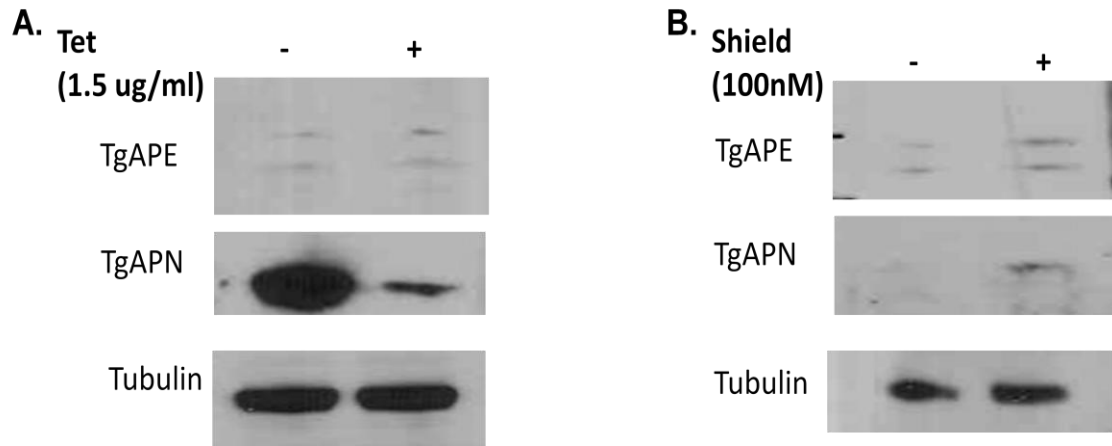 A. Tet - +
(1.5 ug/ml)
TgAPE
TgAPN
Tubulin
B. Shield - +
(100nM)
TgAPE
TgAPN
Tubulin